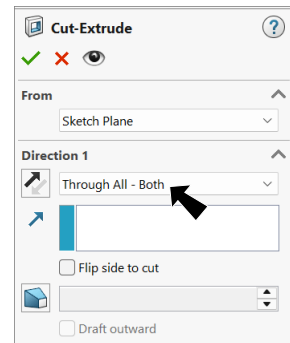 Cut-Extrude
?
From
Sketch Plane
Direction 1
Through All - Both
Flip side to cut
Draft outward